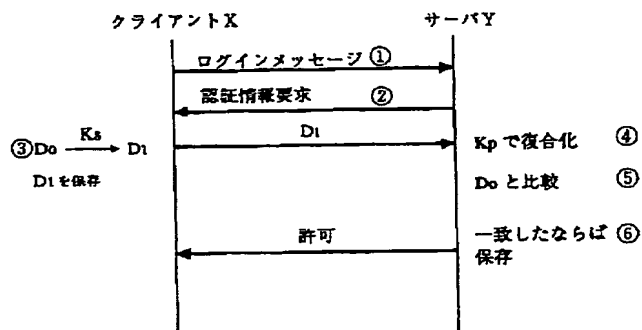 クライアントX
サーバY
ログインメッセージ ①
認証情報要求 ②
③Do Ks D1
D1
D1を保存
Kpで復合化 ④
Doと比較 ⑤
許可
一致したならば ⑥
保存